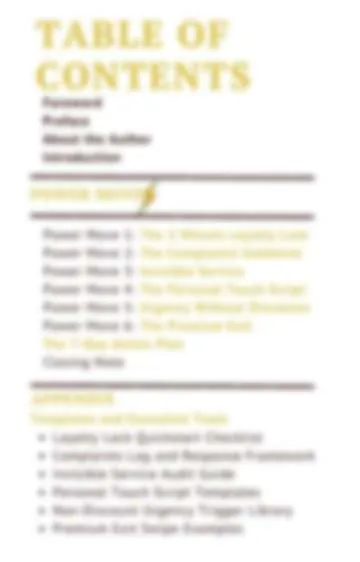 TABLE OF
CONTENTS
Foreword
Preface
About the Author
Introduction
POWER MOVES
Power Move 1: The 2 Minute Loyalty Lock
Power Move 2: The Complaint Goldmine
Power Move 3: Invisible Service
Power Move 4: The Personal Touch Script
Power Move 5: Urgency Without Discounts
Power Move 6: The Premium Exit
The 7-Day Action Plan
Closing Note
APPENDIX
Templates and Execution Tools
• Loyalty Lock Quickstart Checklist
• Complaints Log and Response Framework
• Invisible Service Audit Guide
• Personal Touch Script Templates
• Non-Discount Urgency Trigger Library
• Premium Exit Swipe Examples